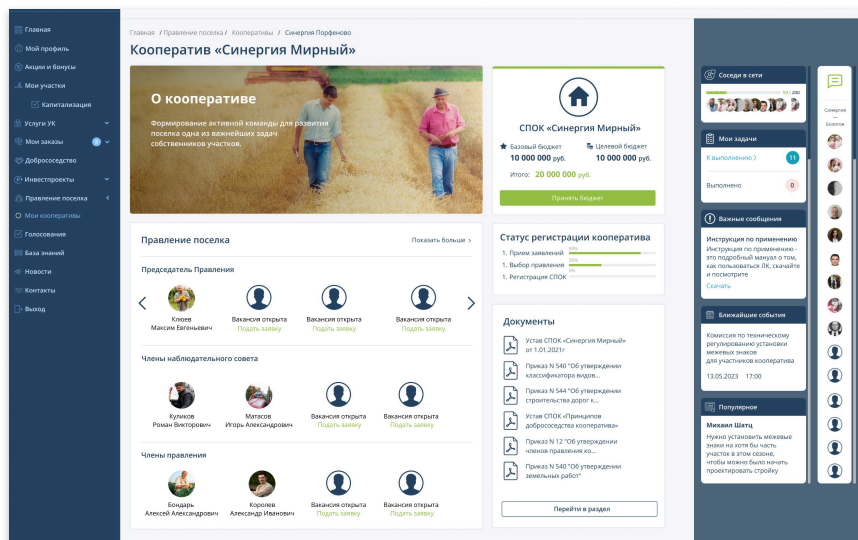 Главная
Мой профиль
Акции и бонусы
Мои участки
Капитализация
Услуги УК
Мои заказы
Добрососедство
Инвестпроекты
Правление поселка
Мои кооперативы
Голосования
База знаний
Новости
Контакты
Выход
Главная / Правление поселка / Кооперативы / Синергия Порфеново
Кооператив «Синергия Мирный»
О кооперативе
Формирование активной команды для развития
поселка одна из важнейших задач
собственников участков.
СПОК «Синергия Мирный»
Базовый бюджет
10 000 000 руб.
Целевой бюджет
10 000 000 руб.
Итого: 20 000 000 руб.
Принять бюджет
Правление поселка
Показать больше >
Председатель Правления
Клюев
Максим Евгеньевич
Вакансия открыта
Подать заявку
Вакансия открыта
Подать заявку
Вакансия открыта
Подать заявку
Члены наблюдательного совета
Куликов
Роман Викторович
Матасов
Игорь Александрович
Вакансия открыта
Подать заявку
Вакансия открыта
Подать заявку
Члены правления
Бондарь
Алексей Александрович
Королев
Александр Иванович
Вакансия открыта
Подать заявку
Вакансия открыта
Подать заявку
Статус регистрации кооператива
1. Прием заявлений
1. Выбор правления
1. Регистрация СПОК
Документы
Устав СПОК «Синергия Мирный»
от 1.01.2021г
Приказ N 540 "Об утверждении
классификатора видов...
Приказ N 544 "Об утверждении
строительства дорог к...
Устав СПОК «Принципов
добрососедства кооператива»
Приказ N 12 "Об утверждении
членов правления ко...
Приказ N 540 "Об утверждении
земельных работ"
Перейти в раздел
Соседи в сети
200
Мои задачи
К выполнению >
11
Выполнено
0
Важные сообщения
Инструкция по применению
Инструкция по применению -
это подробный мануал о том,
как пользоваться ЛК, скачайте
и посмотрите
Скачать
Ближайшие события
Комиссия по техническому
регулированию установки
межевых знаков
для участников кооператива
13.05.2023 17:00
Популярное
Михаил Шатц
Нужно установить межевые
знаки на хотя бы часть
участок в этом сезоне,
чтобы можно было начать
проектировать стройку
Синергия
—
Бологое